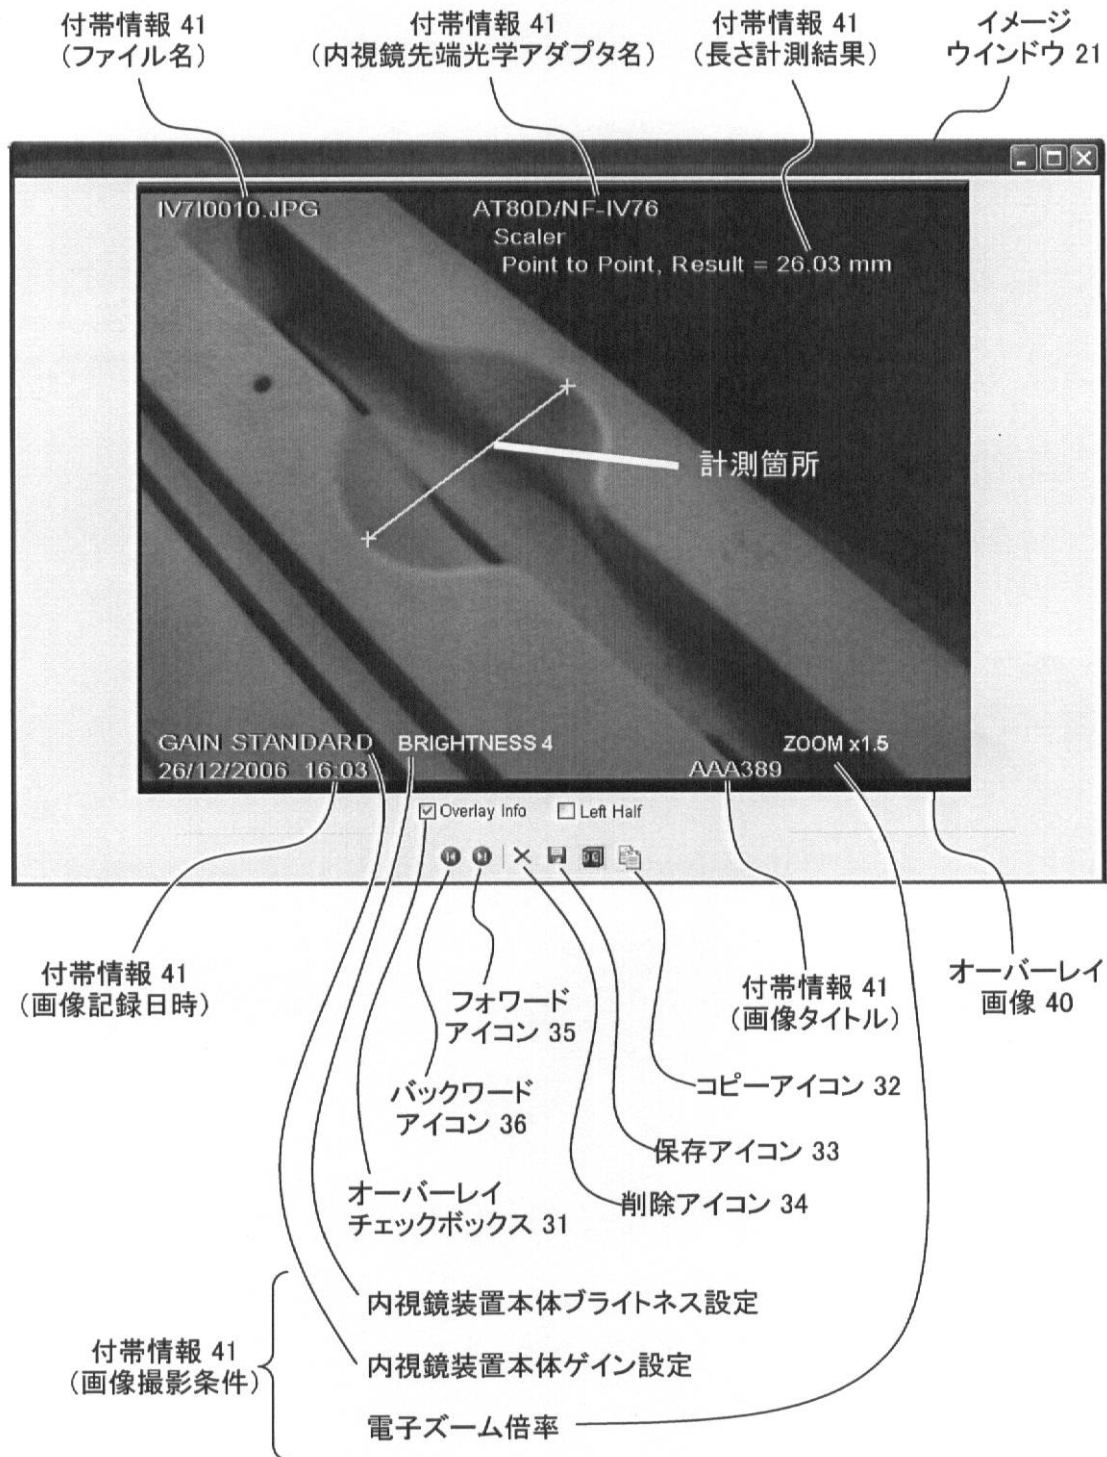 付帯情報 41
(ファイル名)
付帯情報 41
(内視鏡先端光学アダプタ名)
付帯情報 41
(長さ計測結果)
イメージ
ウインドウ 21
IV7I0010.JPG
AT80D/NF-IV76
Scaler
Point to Point, Result = 26.03 mm
計測箇所
GAIN STANDARD
BRIGHTNESS 4
ZOOM x1.5
26/12/2006 16:03
AAA389
Overlay Info
Left Half
付帯情報 41
(画像記録日時)
フォワード
アイコン 35
付帯情報 41
(画像タイトル)
オーバーレイ
画像 40
バックワード
アイコン 36
コピーアイコン 32
保存アイコン 33
オーバーレイ
チェックボックス 31
削除アイコン 34
付帯情報 41
(画像撮影条件)
内視鏡装置本体ブライトネス設定
内視鏡装置本体ゲイン設定
電子ズーム倍率